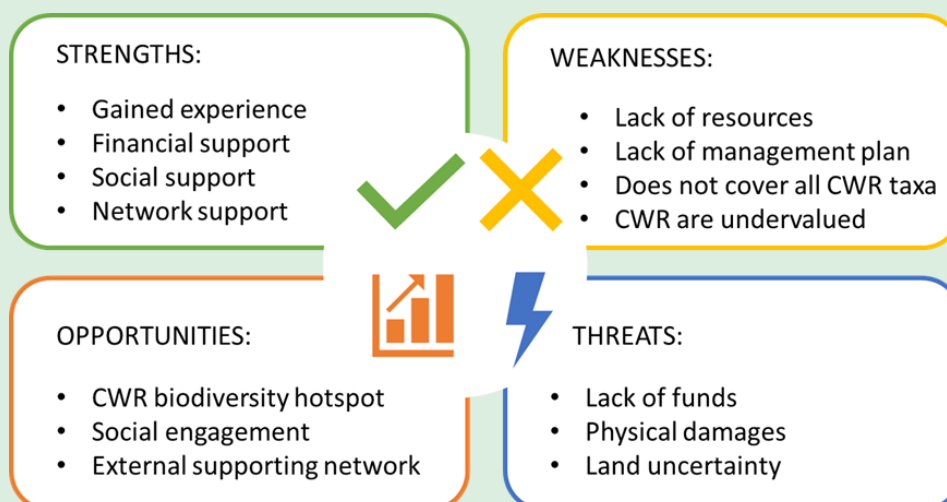 STRENGTHS:
• Gained experience
• Financial support
• Social support
• Network support
WEAKNESSES:
• Lack of resources
• Lack of management plan
• Does not cover all CWR taxa
• CWR are undervalued
OPPORTUNITIES:
• CWR biodiversity hotspot
• Social engagement
• External supporting network
THREATS:
• Lack of funds
• Physical damages
• Land uncertainty